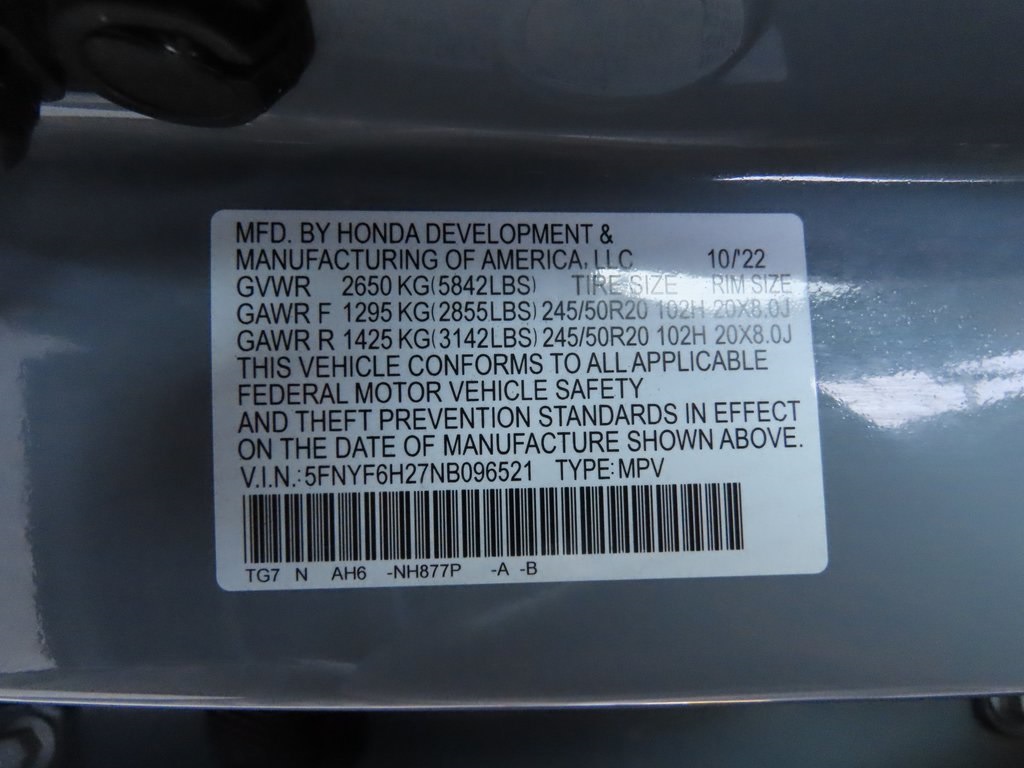 MFD. BY HONDA DEVELOPMENT &
MANUFACTURING OF AMERICA, LLC 10/'22
GVWR 2650 KG(5842LBS) TIRE SIZE RIM SIZE
GAWR F 1295 KG(2855LBS) 245/50R20 102H 20X8.0J
GAWR R 1425 KG(3142LBS) 245/50R20 102H 20X8.0J
THIS VEHICLE CONFORMS TO ALL APPLICABLE
FEDERAL MOTOR VEHICLE SAFETY
AND THEFT PREVENTION STANDARDS IN EFFECT
ON THE DATE OF MANUFACTURE SHOWN ABOVE.
V.I.N.: 5FNYF6H27NB096521 TYPE: MPV
TG7 N AH6 -NH877P -A -B